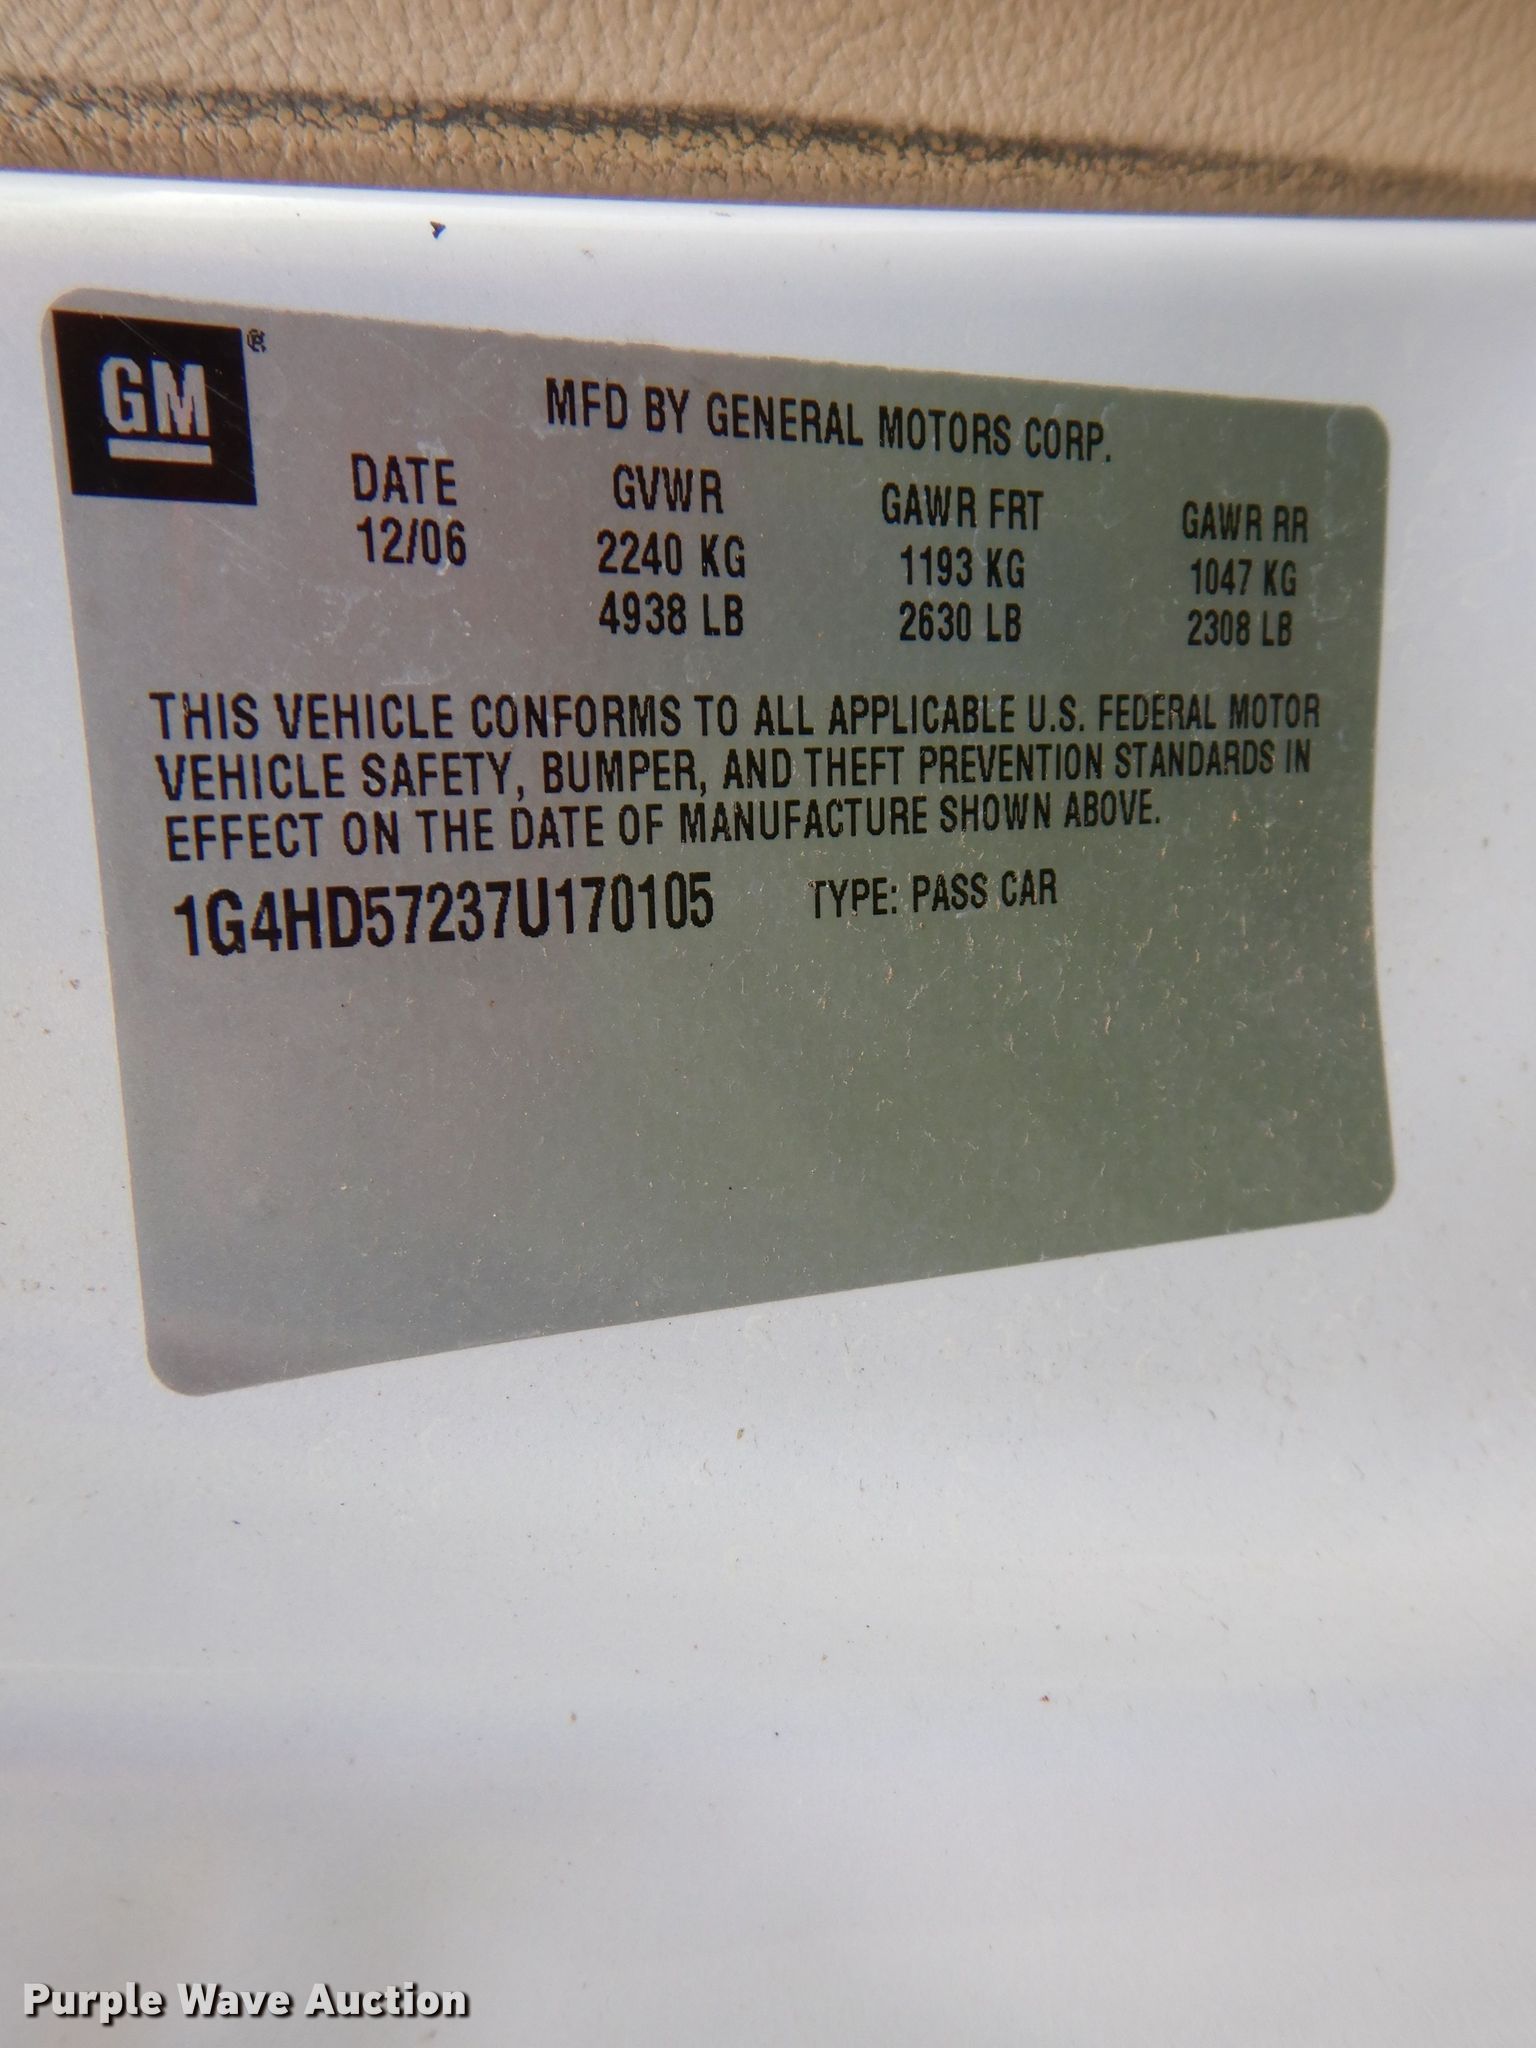 GM ®
MFD BY GENERAL MOTORS CORP.
DATE GVWR GAWR FRT GAWR RR
12/06 2240 KG 1193 KG 1047 KG
4938 LB 2630 LB 2308 LB
THIS VEHICLE CONFORMS TO ALL APPLICABLE U.S. FEDERAL MOTOR
VEHICLE SAFETY, BUMPER, AND THEFT PREVENTION STANDARDS IN
EFFECT ON THE DATE OF MANUFACTURE SHOWN ABOVE.
1G4HD57237U170105 TYPE: PASS CAR
Purple Wave Auction